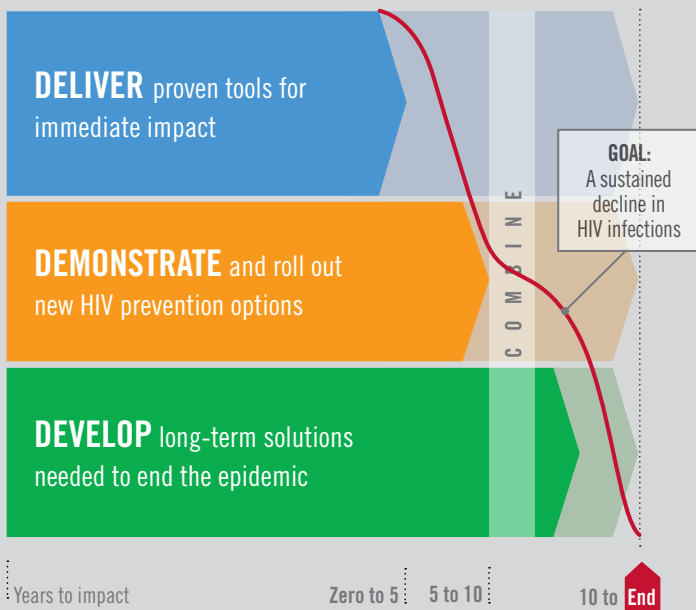 DELIVER proven tools for
immediate impact
GOAL:
A sustained
decline in
HIV infections
COMBINE
DEMONSTRATE and roll out
new HIV prevention options
DEVELOP long-term solutions
needed to end the epidemic
Years to impact
Zero to 5
5 to 10
10 to End